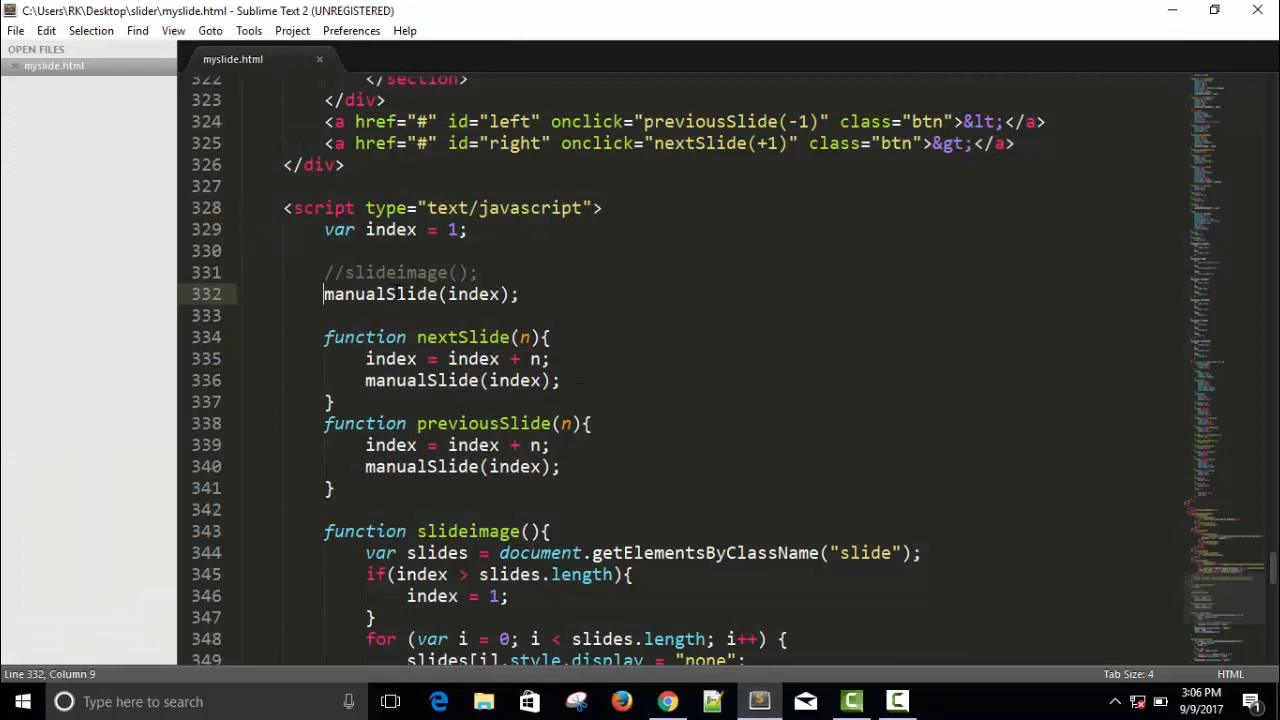 C:\Users\RK\Desktop\slider\myslide.html - Sublime Text 2 (UNREGISTERED)
File Edit Selection Find View Goto Tools Project Preferences Help
OPEN FILES
myslide.html
myslide.html
322 </section>
323 </div>
324 <a href="#" id="left" onclick="previousSlide(-1)" class="btn">&lt;</a>
325 <a href="#" id="right" onclick="nextSlide(+1)" class="btn">&gt;</a>
326 </div>
327
328 <script type="text/javascript">
329 var index = 1;
330
331 //slideimage();
332 manualSlide(index);
333
334 function nextSlide(n){
335 index = index + n;
336 manualSlide(index);
337 }
338 function previousSlide(n){
339 index = index + n;
340 manualSlide(index);
341 }
342
343 function slideimage(){
344 var slides = document.getElementsByClassName("slide");
345 if(index > slides.length){
346 index = 1;
347 }
348 for (var i = 0; i < slides.length; i++) {
349 slides[i].style.display = "none";
Line 332, Column 9
Tab Size: 4
HTML
Type here to search
3:06 PM
9/9/2017
1